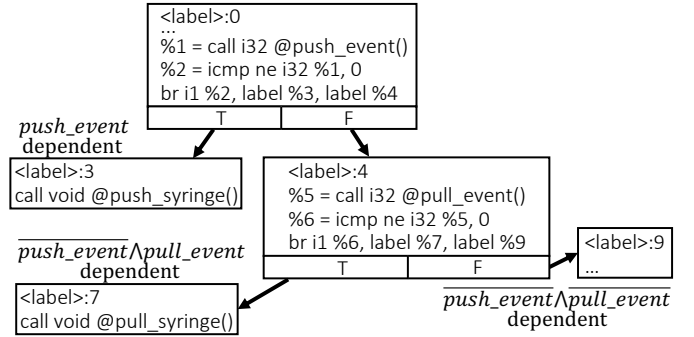 <label>:0
...
%1 = call i32 @push_event()
%2 = icmp ne i32 %1, 0
br i1 %2, label %3, label %4
T F
push_event
dependent
<label>:3
call void @push_syringe()
<label>:4
%5 = call i32 @pull_event()
%6 = icmp ne i32 %5, 0
br i1 %6, label %7, label %9
T F
<label>:9
...
push_event⋀pull_event
dependent
<label>:7
call void @pull_syringe()
push_event⋀pull_event
dependent